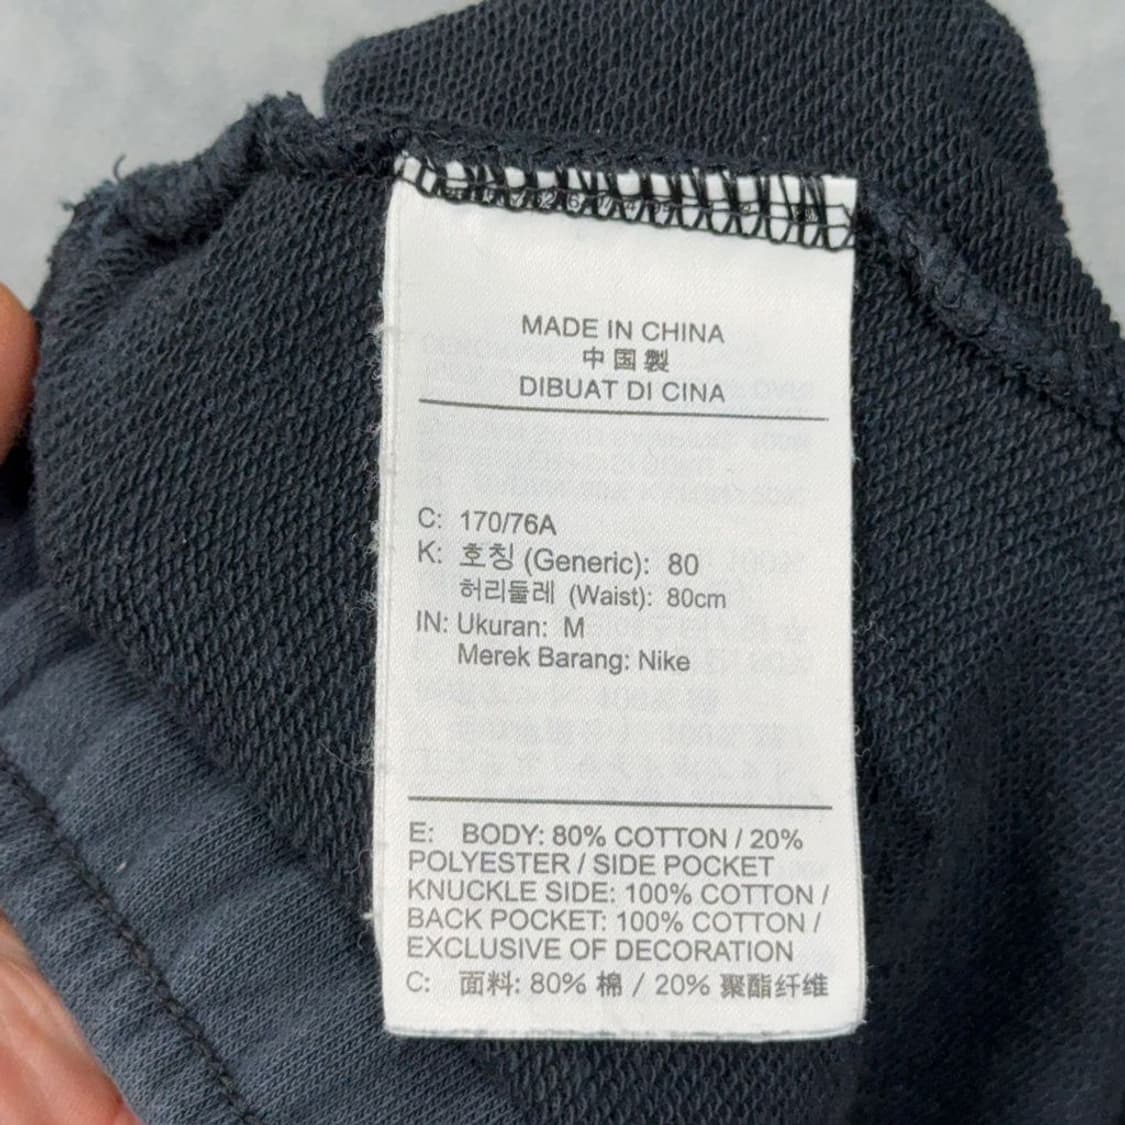 MADE IN CHINA
中国製
DIBUAT DI CINA
C: 170/76A
K: 호칭 (Generic): 80
허리둘레 (Waist): 80cm
IN: Ukuran: M
Merek Barang: Nike
E: BODY: 80% COTTON / 20%
POLYESTER / SIDE POCKET
KNUCKLE SIDE: 100% COTTON /
BACK POCKET: 100% COTTON /
EXCLUSIVE OF DECORATION
C: 面料: 80% 棉 / 20% 聚酯纤维